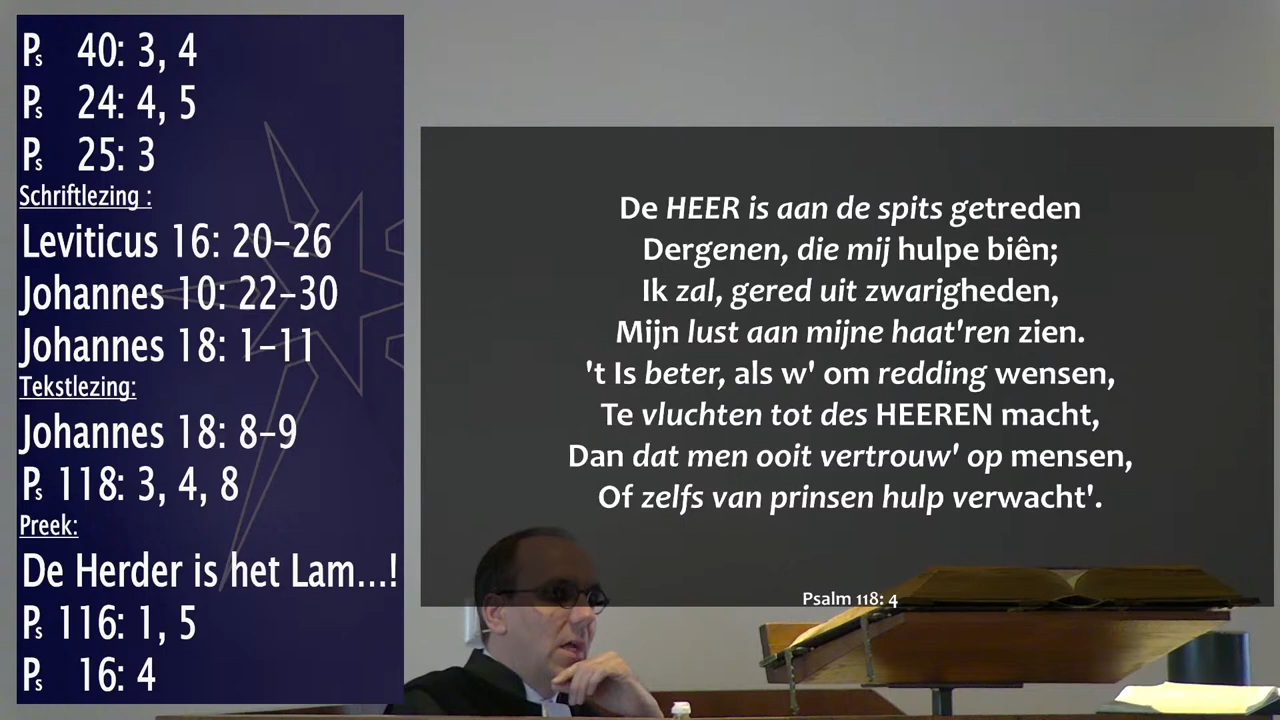 Ps 40: 3, 4
Ps 24: 4, 5
Ps 25: 3
Schriftlezing :
Leviticus 16: 20–26
Johannes 10: 22–30
Johannes 18: 1–11
Tekstlezing:
Johannes 18: 8–9
Ps 118: 3, 4, 8
Preek:
De Herder is het Lam...!
Ps 116: 1, 5
Ps 16: 4
De HEER is aan de spits getreden
Dergenen, die mij hulpe biên;
Ik zal, gered uit zwarigheden,
Mijn lust aan mijne haat'ren zien.
't Is beter, als w' om redding wensen,
Te vluchten tot des HEEREN macht,
Dan dat men ooit vertrouw' op mensen,
Of zelfs van prinsen hulp verwacht'.
Psalm 118: 4